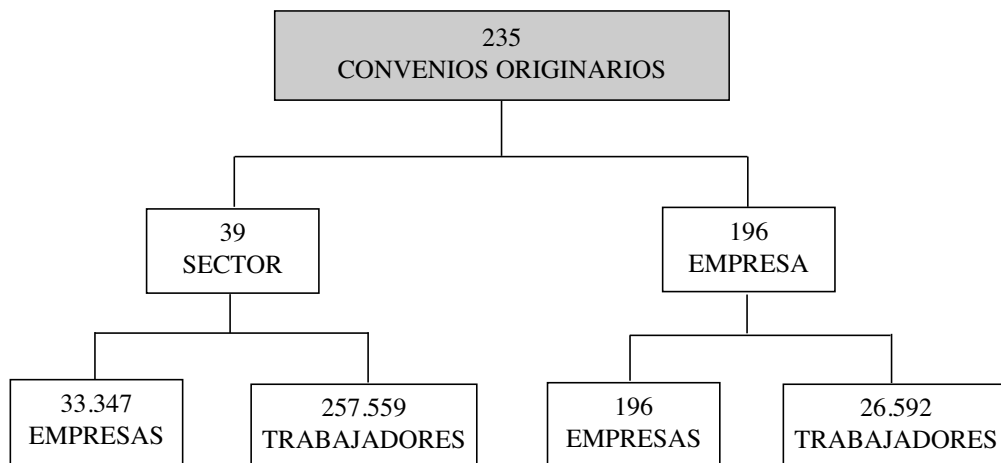 235
CONVENIOS ORIGINARIOS
39
SECTOR
196
EMPRESA
33.347
EMPRESAS
257.559
TRABAJADORES
196
EMPRESAS
26.592
TRABAJADORES